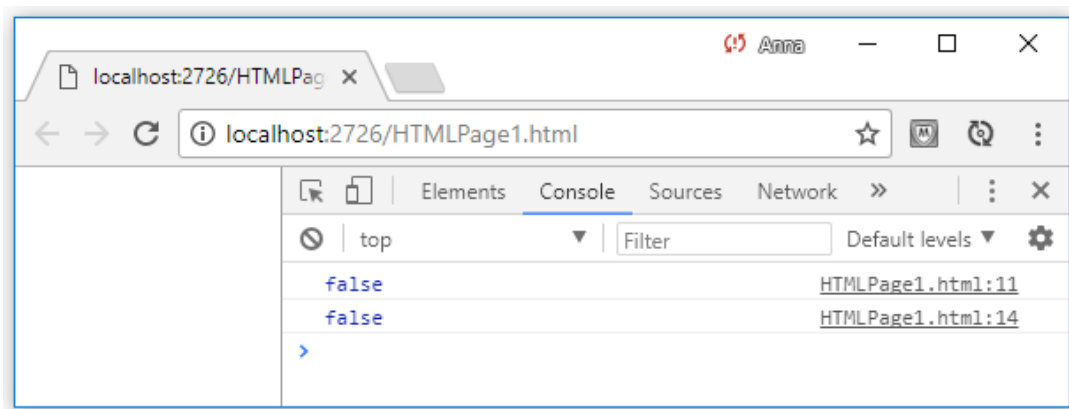 Anna
localhost:2726/HTMLPag
localhost:2726/HTMLPage1.html
Elements Console Sources Network »
top Filter Default levels
false HTMLPage1.html:11
false HTMLPage1.html:14
>